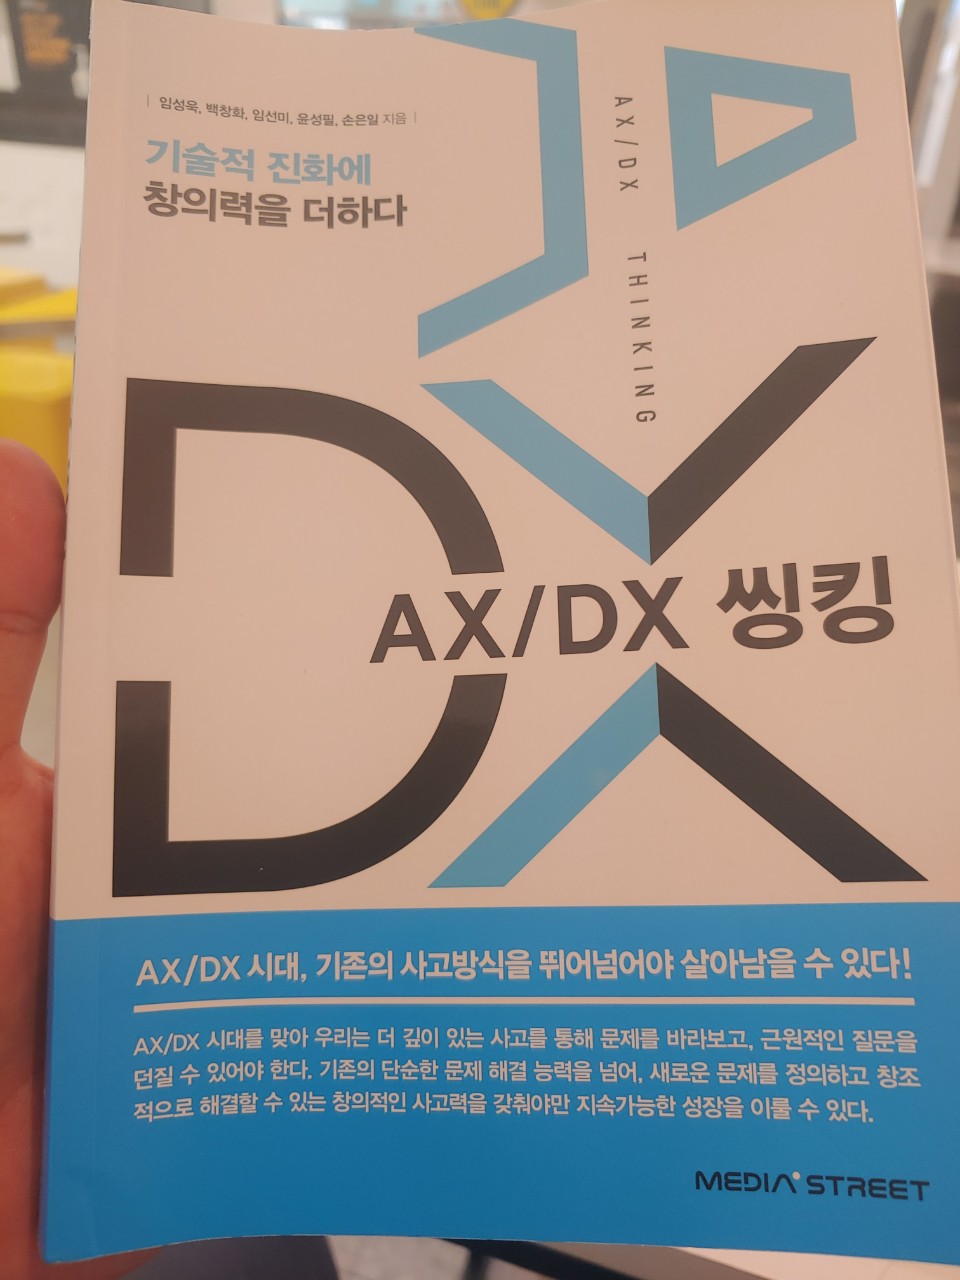 임성욱, 백창화, 임선미, 윤성필, 손은일 지음
기술적 진화에
창의력을 더하다
AX/DX THINKING
DX
AX/DX 씽킹
AX/DX 시대, 기존의 사고방식을 뛰어넘어야 살아남을 수 있다!
AX/DX 시대를 맞아 우리는 더 깊이 있는 사고를 통해 문제를 바라보고, 근원적인 질문을
던질 수 있어야 한다. 기존의 단순한 문제 해결 능력을 넘어, 새로운 문제를 정의하고 창조
적으로 해결할 수 있는 창의적인 사고력을 갖춰야만 지속가능한 성장을 이룰 수 있다.
MEDIA STREET